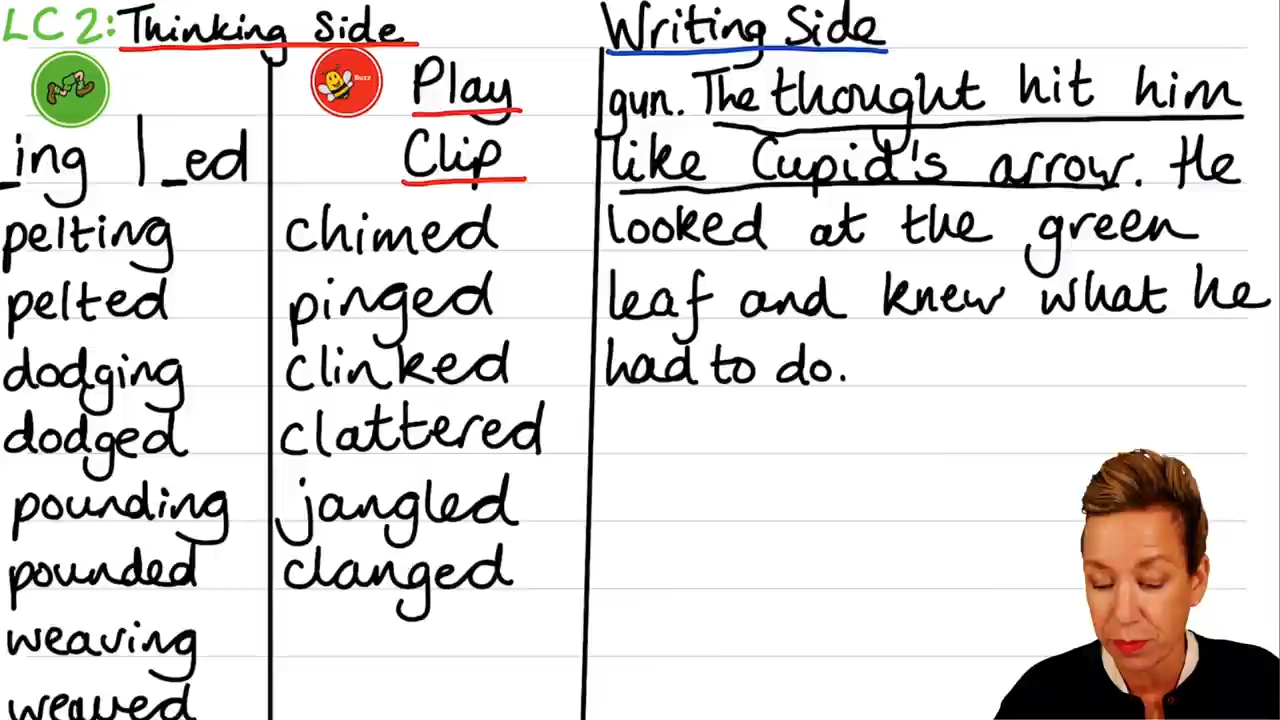 LC 2: Thinking Side
Buzz
_ing | _ed
pelting
pelted
dodging
dodged
pounding
pounded
weaving
weaved
Play
Clip
chimed
pinged
clinked
clattered
jangled
clanged
Writing Side
gun. The thought hit him
like Cupid's arrow. He
looked at the green
leaf and knew what he
had to do.